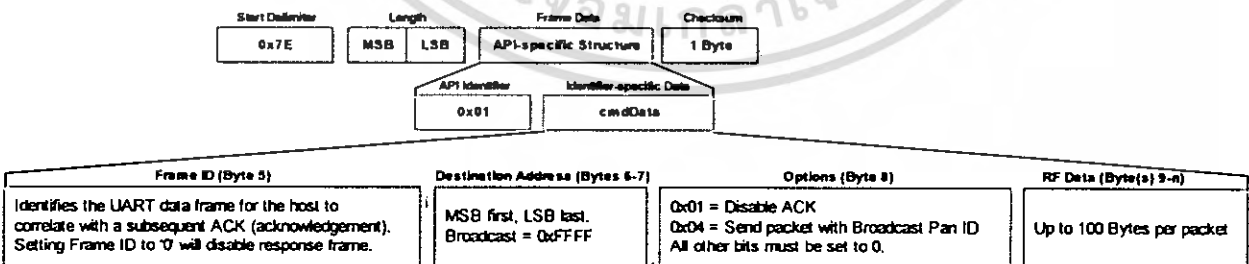 Start Delimiter Length Frame Data Checksum
0x7E MSB LSB API-specific Structure 1 Byte
API Identifier Identifier-specific Data
0x01 cmdData
Frame ID (Byte 5)
Identifies the UART data frame for the host to
correlate with a subsequent ACK (acknowledgement).
Setting Frame ID to '0' will disable response frame.
Destination Address (Bytes 6-7)
MSB first, LSB last.
Broadcast = 0xFFFF
Options (Byte 8)
0x01 = Disable ACK
0x04 = Send packet with Broadcast Pan ID
All other bits must be set to 0.
RF Data (Byte(s) 9-n)
Up to 100 Bytes per packet